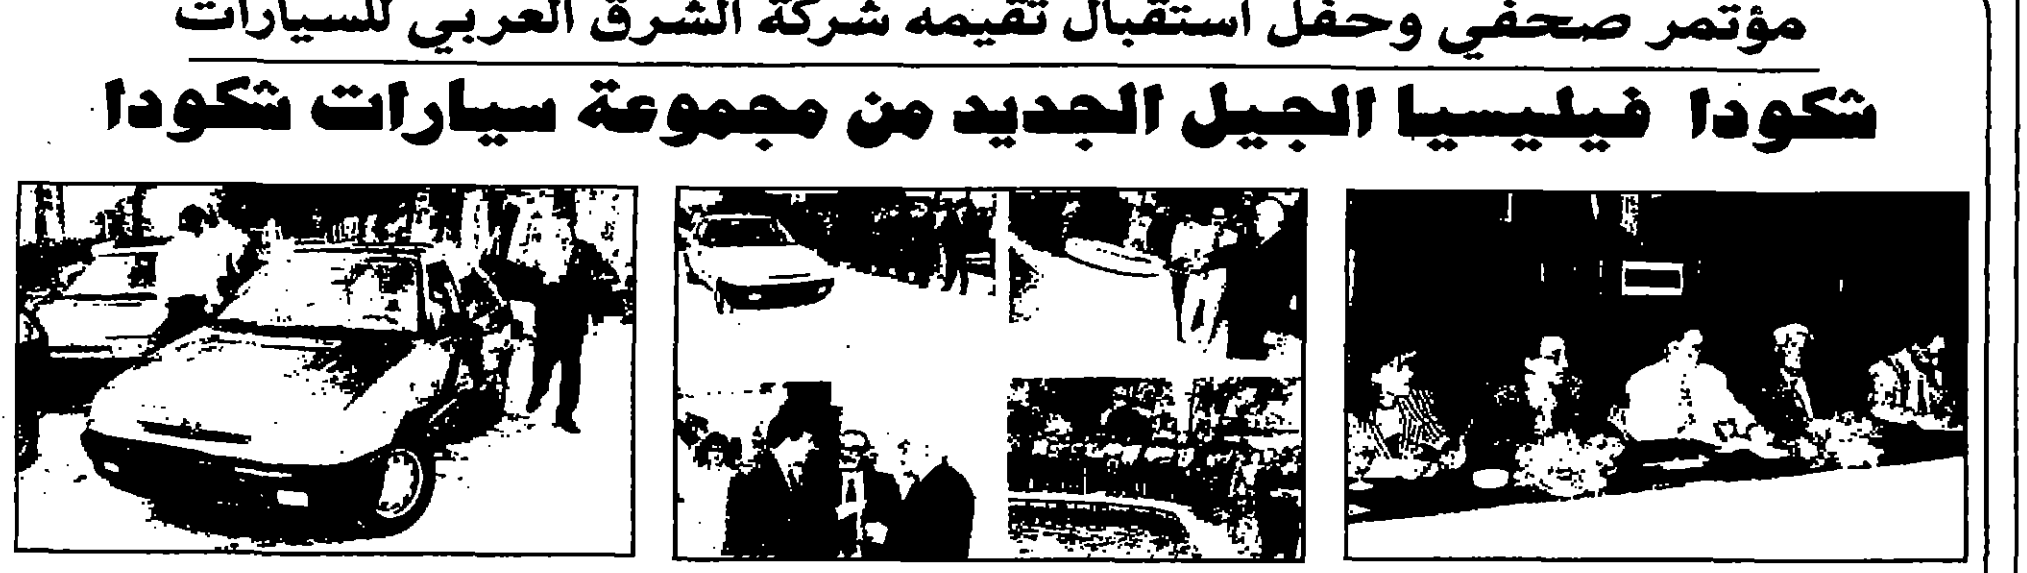 مؤتمر صحفي وحفل استقبال تقيمه شركة الشرق العربي للسيارات
شكودا فيليسيا الجيل الجديد من مجموعة سيارات شكودا